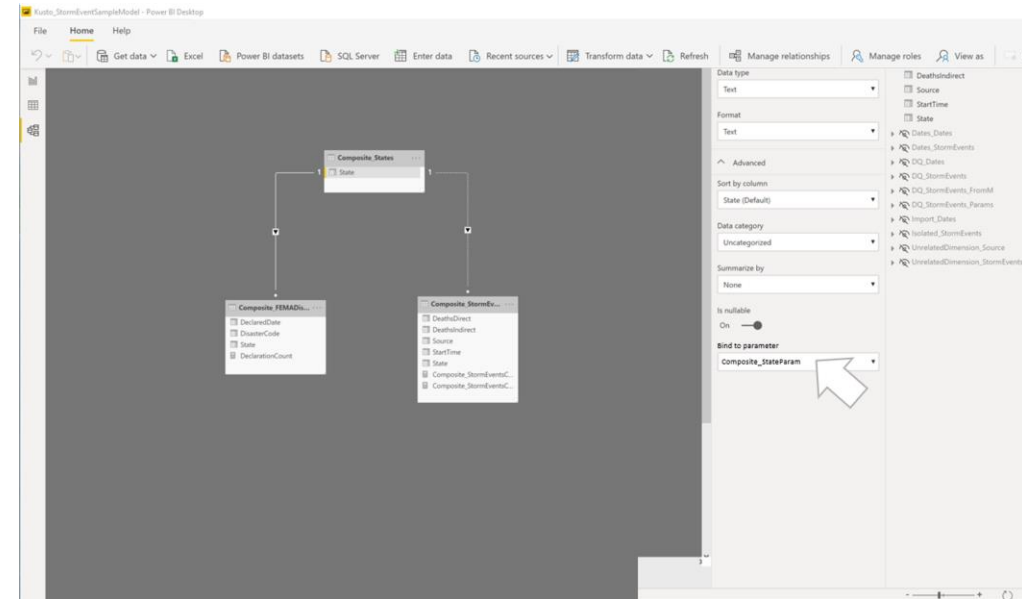 Kusto_StormEventSampleModel - Power BI Desktop
File Home Help
Get data Excel Power BI datasets SQL Server Enter data Recent sources Transform data Refresh Manage relationships Manage roles View as
Composite_States ...
State
1 1
Composite_FEMADis... ...
DeclaredDate
DisasterCode
State
DeclarationCount
Composite_StormEv... ...
DeathsDirect
DeathsIndirect
Source
StartTime
State
Composite_StormEventsC...
Composite_StormEventsC...
Data type
Text
Format
Text
Advanced
Sort by column
State (Default)
Data category
Uncategorized
Summarize by
None
Is nullable
On
Bind to parameter
Composite_StateParam
DeathsIndirect
Source
StartTime
State
Dates_Dates
Dates_StormEvents
DQ_Dates
DQ_StormEvents
DQ_StormEvents_FromM
DQ_StormEvents_Params
Import_Dates
Isolated_StormEvents
UnrelatedDimension_Source
UnrelatedDimension_StormEvents